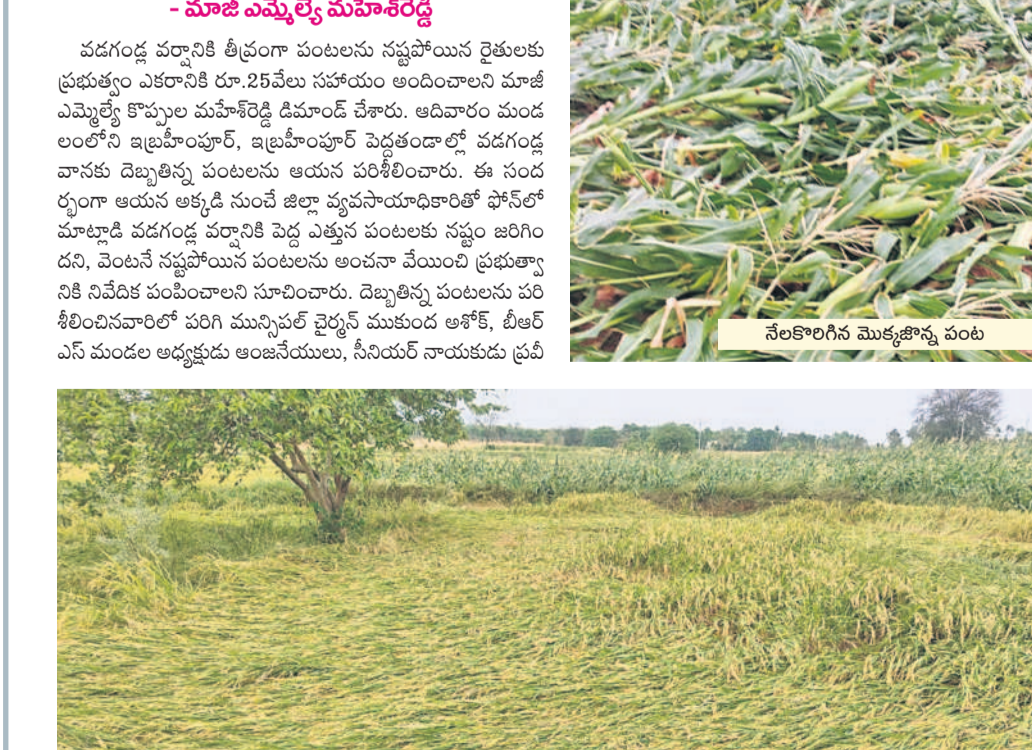 - మాజీ ఎమ్మెల్యే మహేశ్‌రెడ్డి
వడగండ్ల వర్షానికి తీవ్రంగా పంటలను నష్టపోయిన రైతులకు
ప్రభుత్వం ఎకరానికి రూ.25వేలు సహాయం అందించాలని మాజీ
ఎమ్మెల్యే కొప్పుల మహేశ్‌రెడ్డి డిమాండ్ చేశారు. ఆదివారం మండ
లంలోని ఇబ్రహీంపూర్, ఇబ్రహీంపూర్ పెద్దతండాల్లో వడగండ్ల
వానకు దెబ్బతిన్న పంటలను ఆయన పరిశీలించారు. ఈ సంద
ర్భంగా ఆయన అక్కడి నుంచే జిల్లా వ్యవసాయాధికారితో ఫోన్‌లో
మాట్లాడి వడగండ్ల వర్షానికి పెద్ద ఎత్తున పంటలకు నష్టం జరిగిం
దని, వెంటనే నష్టపోయిన పంటలను అంచనా వేయించి ప్రభుత్వా
నికి నివేదిక పంపించాలని సూచించారు. దెబ్బతిన్న పంటలను పరి
శీలించినవారిలో పరిగి మున్సిపల్ చైర్మన్ ముకుంద అశోక్, బీఆర్
ఎస్ మండల అధ్యక్షుడు ఆంజనేయులు, సీనియర్ నాయకుడు ప్రవీ
నేలకొరిగిన మొక్కజొన్న పంట